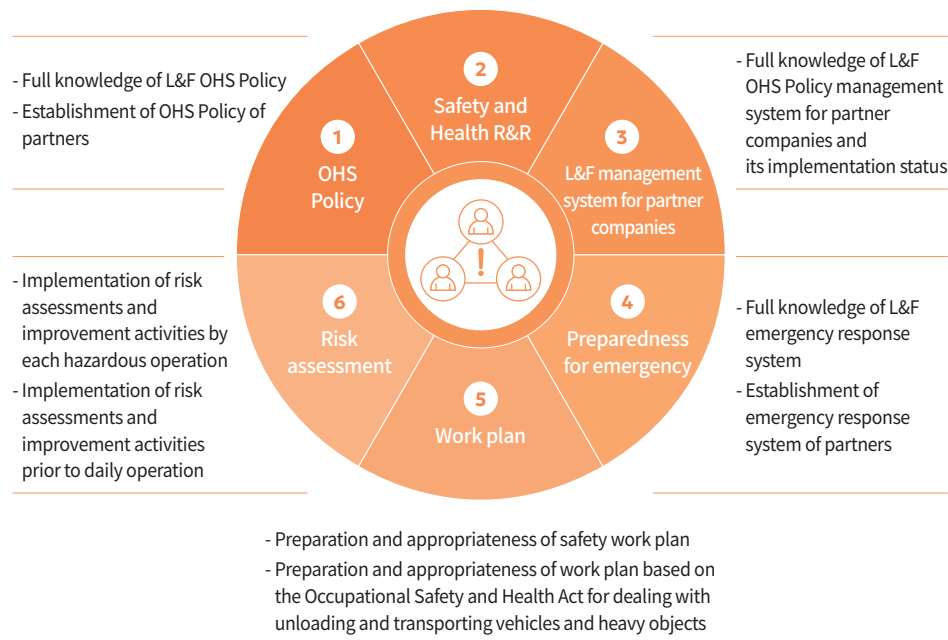 - Full knowledge of L&F OHS Policy
- Establishment of OHS Policy of
partners
1
OHS
Policy
2
Safety and
Health R&R
3
L&F management
system for partner
companies
- Full knowledge of L&F
OHS Policy management
system for partner
companies and
its implementation status
- Implementation of risk
assessments and
improvement activities by
each hazardous operation
- Implementation of risk
assessments and
improvement activities
prior to daily operation
6
Risk
assessment
!
4
Preparedness
for emergency
- Full knowledge of L&F
emergency response
system
- Establishment of
emergency response
system of partners
5
Work plan
- Preparation and appropriateness of safety work plan
- Preparation and appropriateness of work plan based on
the Occupational Safety and Health Act for dealing with
unloading and transporting vehicles and heavy objects